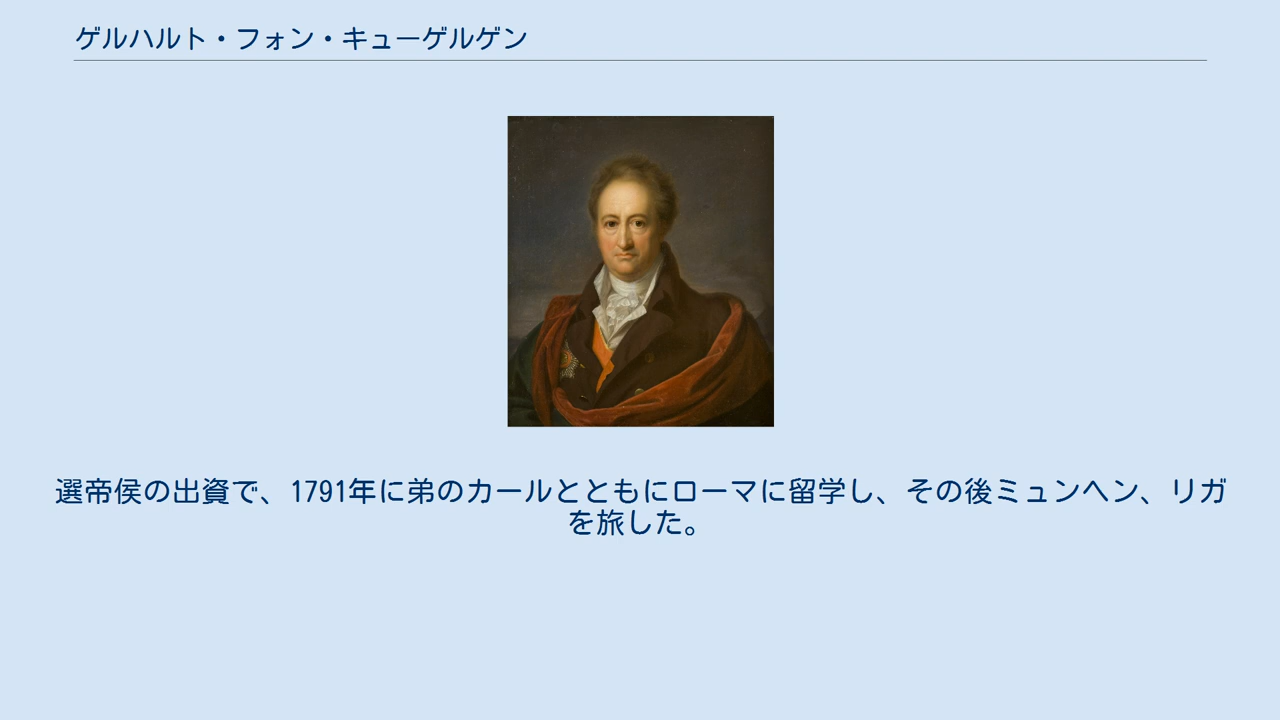 ゲルハルト・フォン・キューゲルゲン
選帝侯の出資で、1791年に弟のカールとともにローマに留学し、その後ミュンヘン、リガ
を旅した。